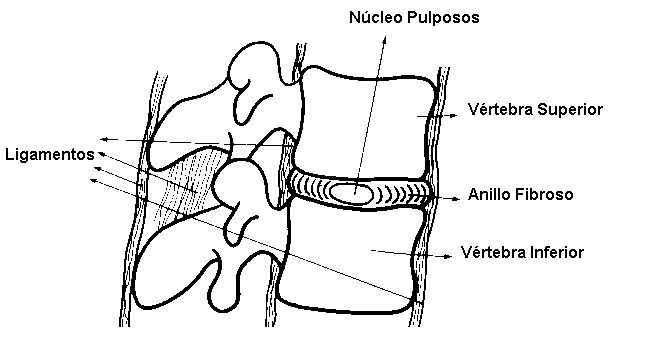 Núcleo Pulposos
Vértebra Superior
Ligamentos
Anillo Fibroso
Vértebra Inferior